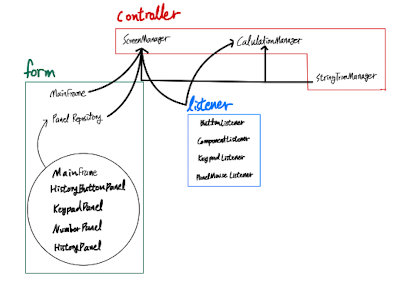 Controller
ScreenManager
CalculationManager
StringTrimManager
form
MainFrame
Panel Repository
listener
ButtonListener
ComponentListener
KeypadListener
PanelMouse Listener
MainFrame
HistoryButtonPanel
KeypadPanel
NumberPanel
HistoryPanel